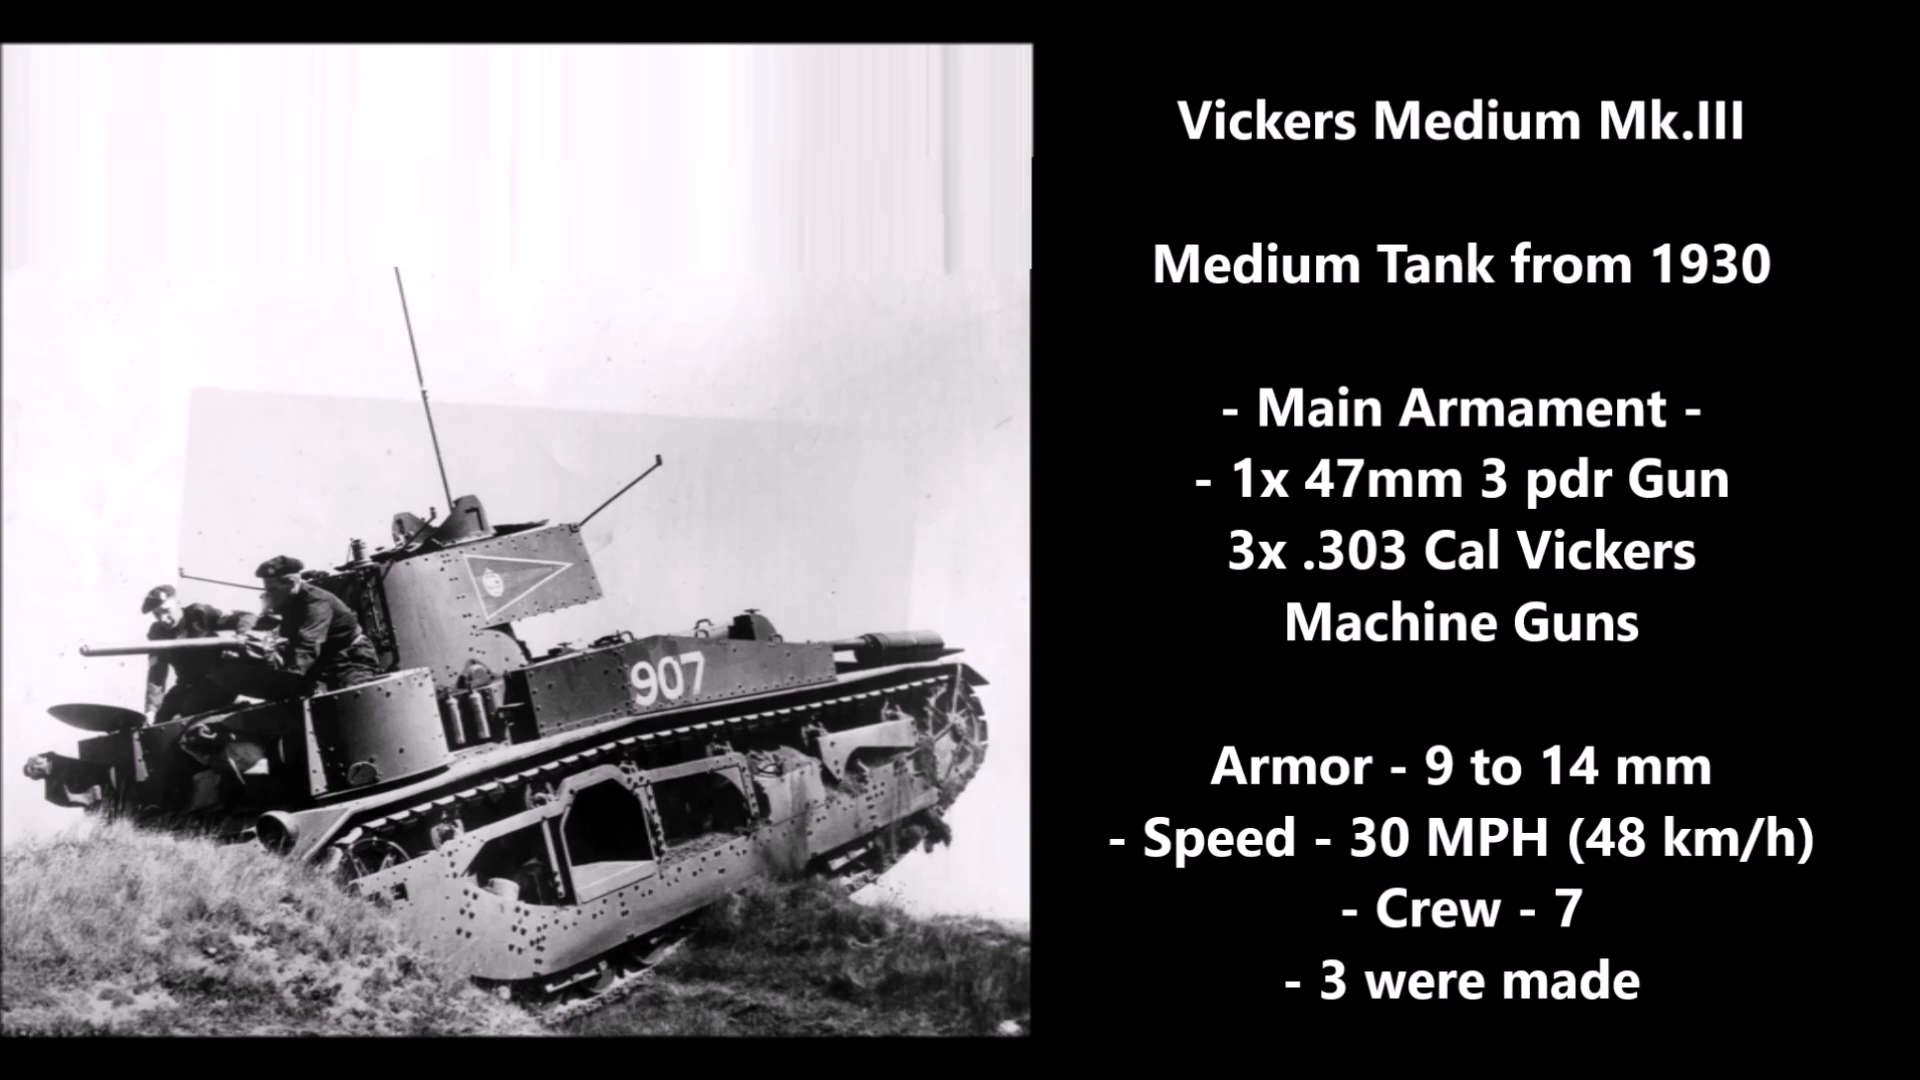 Vickers Medium Mk.III
Medium Tank from 1930
- Main Armament -
- 1x 47mm 3 pdr Gun
3x .303 Cal Vickers
Machine Guns
Armor - 9 to 14 mm
- Speed - 30 MPH (48 km/h)
- Crew - 7
- 3 were made
907